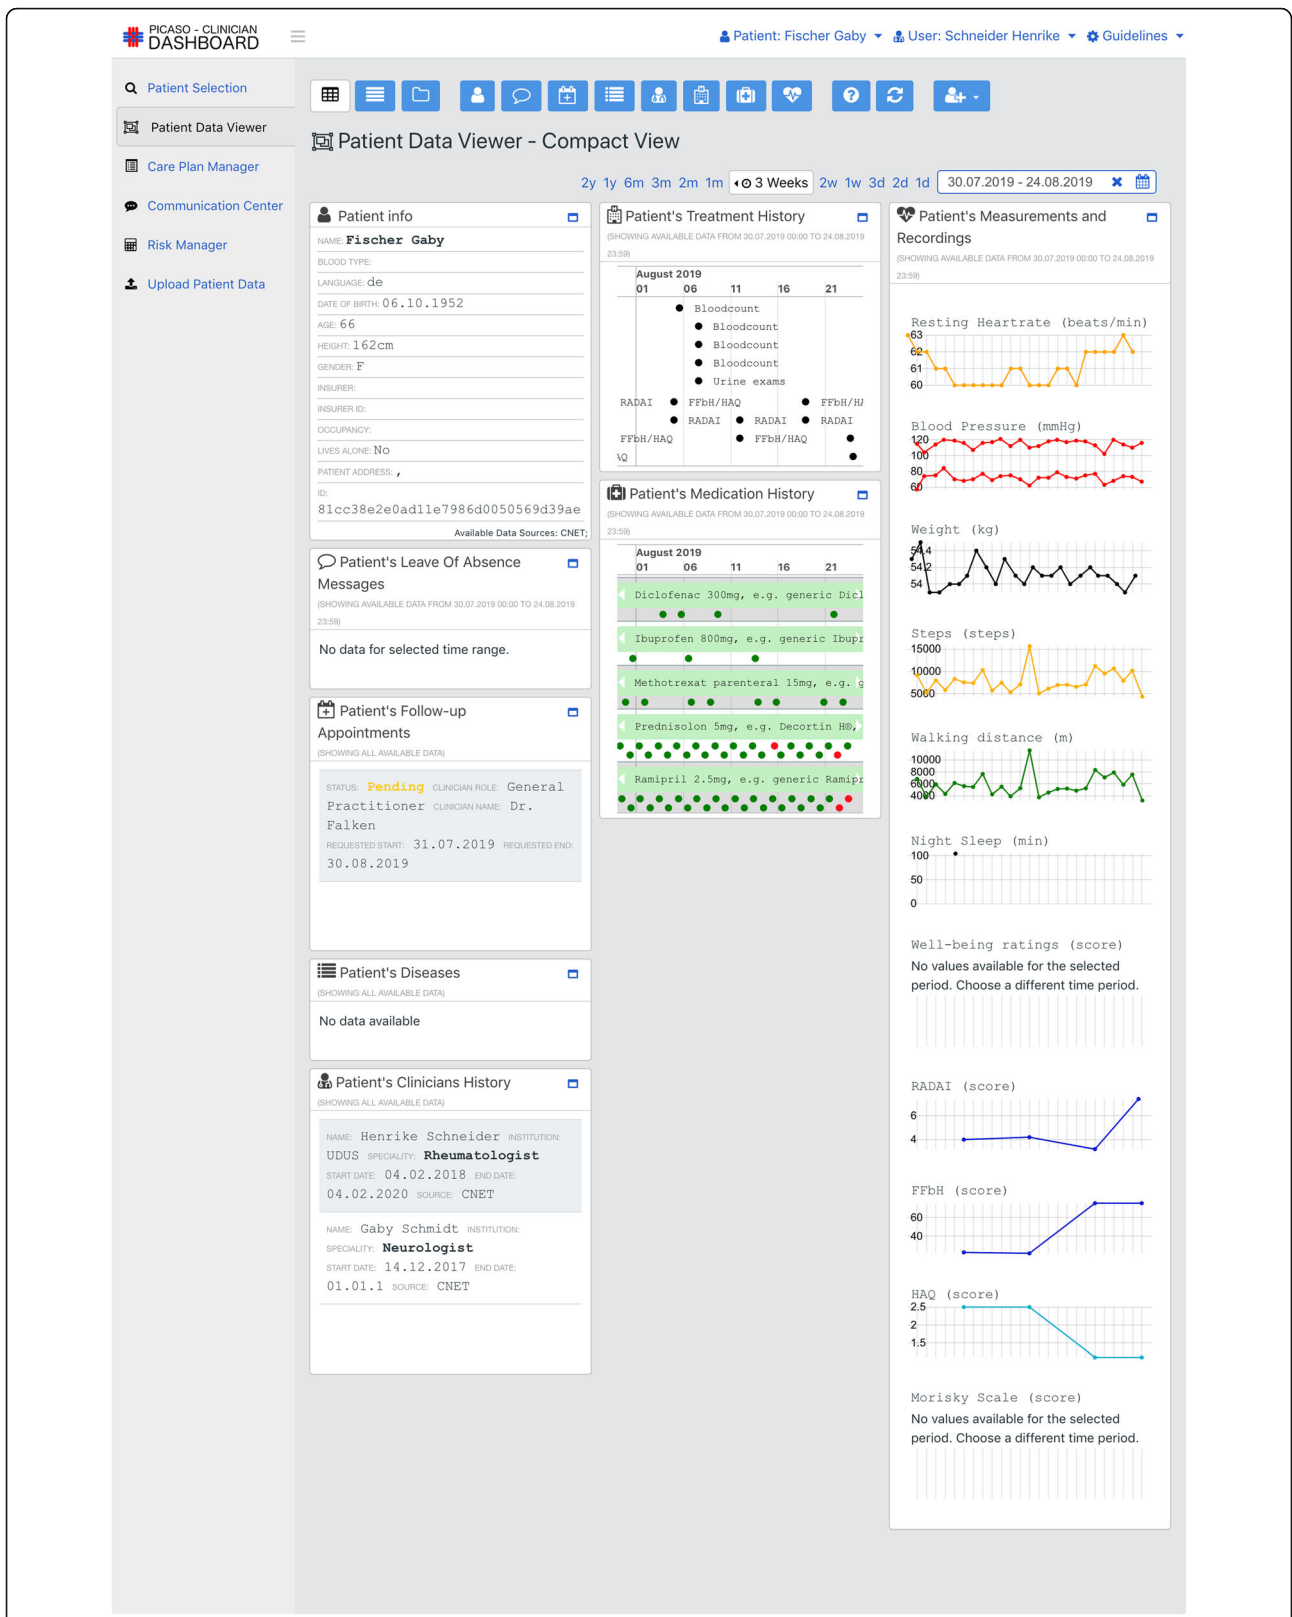 PICASO - CLINICIAN
DASHBOARD
Patient: Fischer Gaby
User: Schneider Henrike
Guidelines
Patient Selection
Patient Data Viewer
Care Plan Manager
Communication Center
Risk Manager
Upload Patient Data
Patient Data Viewer - Compact View
2y 1y 6m 3m 2m 1m 3 Weeks 2w 1w 3d 2d 1d 30.07.2019 - 24.08.2019
Patient info
NAME: Fischer Gaby
BLOOD TYPE:
LANGUAGE: de
DATE OF BIRTH: 06.10.1952
AGE: 66
HEIGHT: 162cm
GENDER: F
INSURER:
INSURER ID:
OCCUPANCY:
LIVES ALONE: No
PATIENT ADDRESS: ,
ID:
81cc38e2e0ad11e7986d0050569d39ae
Available Data Sources: CNET;
Patient's Leave Of Absence
Messages
(SHOWING AVAILABLE DATA FROM 30.07.2019 00:00 TO 24.08.2019
23:59)
No data for selected time range.
Patient's Follow-up
Appointments
(SHOWING ALL AVAILABLE DATA)
STATUS: Pending CLINICIAN ROLE: General
Practitioner CLINICIAN NAME: Dr.
Falken
REQUESTED START: 31.07.2019 REQUESTED END:
30.08.2019
Patient's Diseases
(SHOWING ALL AVAILABLE DATA)
No data available
Patient's Clinicians History
(SHOWING ALL AVAILABLE DATA)
NAME: Henrike Schneider INSTITUTION:
UDUS SPECIALITY: Rheumatologist
START DATE: 04.02.2018 END DATE:
04.02.2020 SOURCE: CNET
NAME: Gaby Schmidt INSTITUTION:
SPECIALITY: Neurologist
START DATE: 14.12.2017 END DATE:
01.01.1 SOURCE: CNET
Patient's Treatment History
(SHOWING AVAILABLE DATA FROM 30.07.2019 00:00 TO 24.08.2019
23:59)
August 2019
01 06 11 16 21
Bloodcount
Bloodcount
Bloodcount
Bloodcount
Urine exams
RADAI FFbH/HAQ FFbH/HA
RADAI RADAI RADAI
FFbH/HAQ FFbH/HAQ
AQ
Patient's Medication History
(SHOWING AVAILABLE DATA FROM 30.07.2019 00:00 TO 24.08.2019
23:59)
August 2019
01 06 11 16 21
Diclofenac 300mg, e.g. generic Dicl
Ibuprofen 800mg, e.g. generic Ibupr
Methotrexat parenteral 15mg, e.g. g
Prednisolon 5mg, e.g. Decortin H®,
Ramipril 2.5mg, e.g. generic Ramipr
Patient's Measurements and
Recordings
(SHOWING AVAILABLE DATA FROM 30.07.2019 00:00 TO 24.08.2019
23:59)
Resting Heartrate (beats/min)
63
62
61
60
Blood Pressure (mmHg)
120
100
80
60
Weight (kg)
54.4
54.2
54
Steps (steps)
15000
10000
5000
Walking distance (m)
10000
8000
6000
4000
Night Sleep (min)
100
50
0
Well-being ratings (score)
No values available for the selected
period. Choose a different time period.
RADAI (score)
6
4
FFbH (score)
60
40
HAQ (score)
2.5
2
1.5
Morisky Scale (score)
No values available for the selected
period. Choose a different time period.